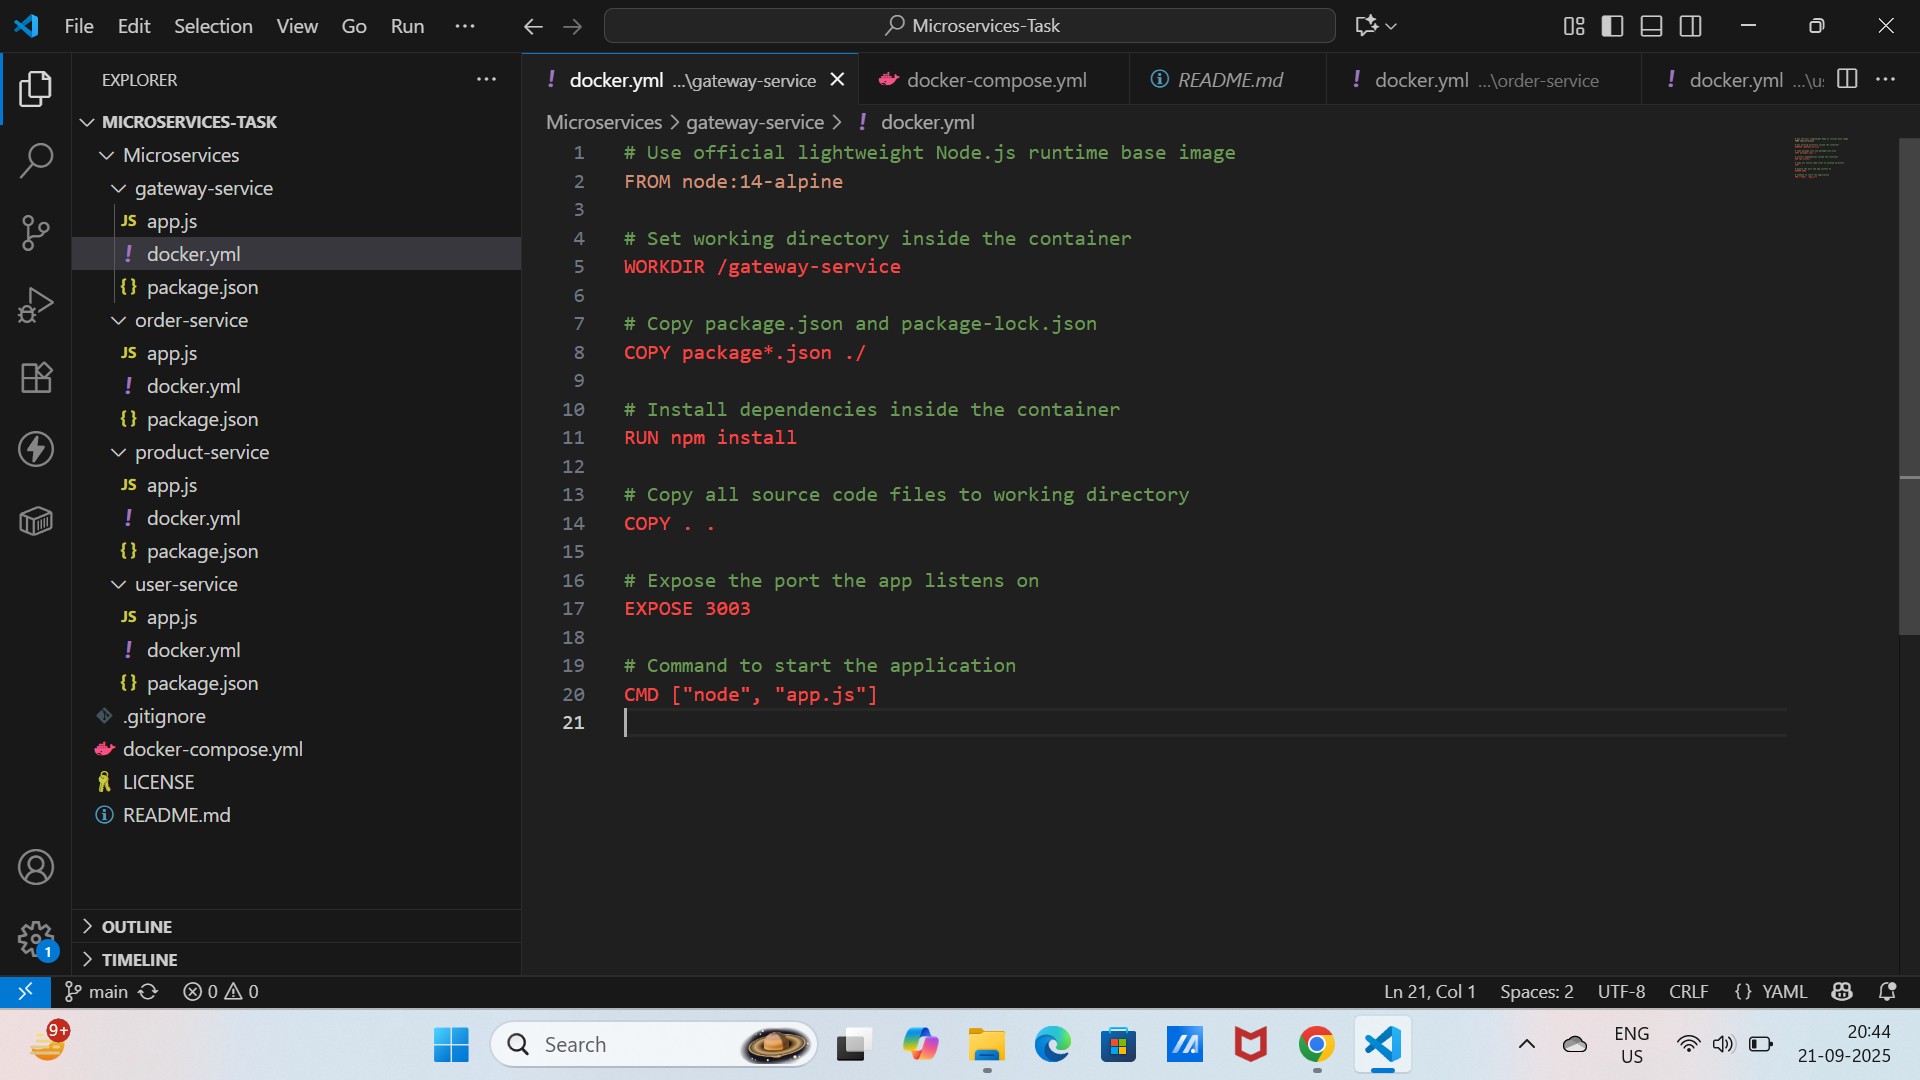 File Edit Selection View Go Run ...
Microservices-Task
EXPLORER
MICROSERVICES-TASK
Microservices
gateway-service
JS app.js
! docker.yml
{} package.json
order-service
JS app.js
! docker.yml
{} package.json
product-service
JS app.js
! docker.yml
{} package.json
user-service
JS app.js
! docker.yml
{} package.json
.gitignore
docker-compose.yml
LICENSE
README.md
OUTLINE
TIMELINE
1
! docker.yml ...\gateway-service
docker-compose.yml
README.md
! docker.yml ...\order-service
! docker.yml ...\us
Microservices > gateway-service > ! docker.yml
1 # Use official lightweight Node.js runtime base image
2 FROM node:14-alpine
3
4 # Set working directory inside the container
5 WORKDIR /gateway-service
6
7 # Copy package.json and package-lock.json
8 COPY package*.json ./
9
10 # Install dependencies inside the container
11 RUN npm install
12
13 # Copy all source code files to working directory
14 COPY . .
15
16 # Expose the port the app listens on
17 EXPOSE 3003
18
19 # Command to start the application
20 CMD ["node", "app.js"]
21
main 0 0 Ln 21, Col 1 Spaces: 2 UTF-8 CRLF {} YAML
9+
Search
ENG
US
20:44
21-09-2025